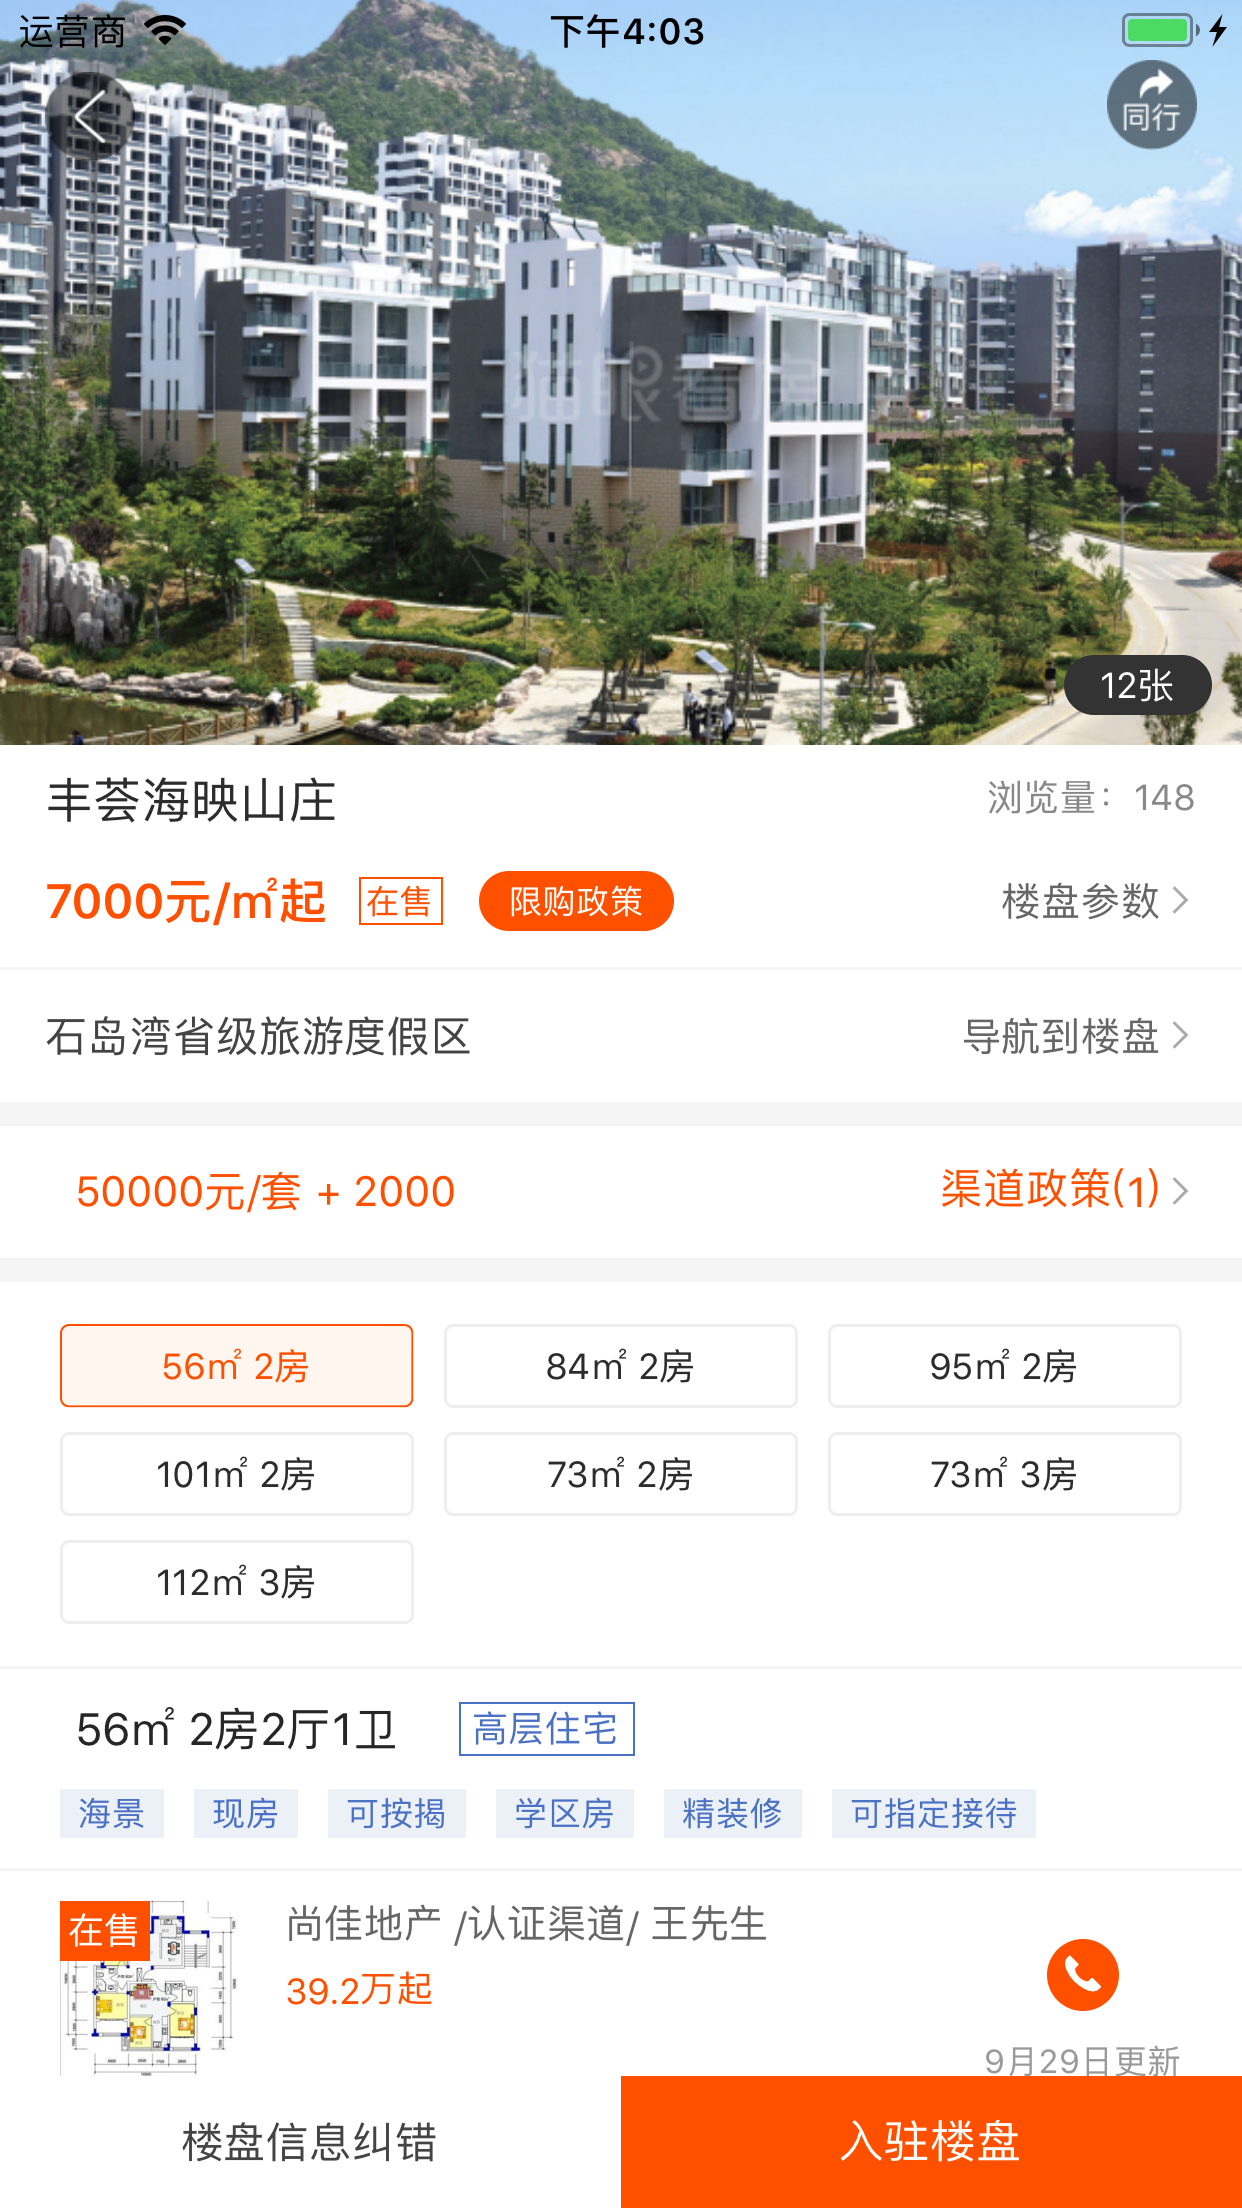 运营商
下午4:03
同行
猫眼看房
12张
丰荟海映山庄
浏览量：148
7000元/㎡起
在售
限购政策
楼盘参数
石岛湾省级旅游度假区
导航到楼盘
50000元/套 + 2000
渠道政策(1)
56㎡ 2房
84㎡ 2房
95㎡ 2房
101㎡ 2房
73㎡ 2房
73㎡ 3房
112㎡ 3房
56㎡ 2房2厅1卫
高层住宅
海景
现房
可按揭
学区房
精装修
可指定接待
在售
尚佳地产 /认证渠道/ 王先生
39.2万起
9月29日更新
楼盘信息纠错
入驻楼盘